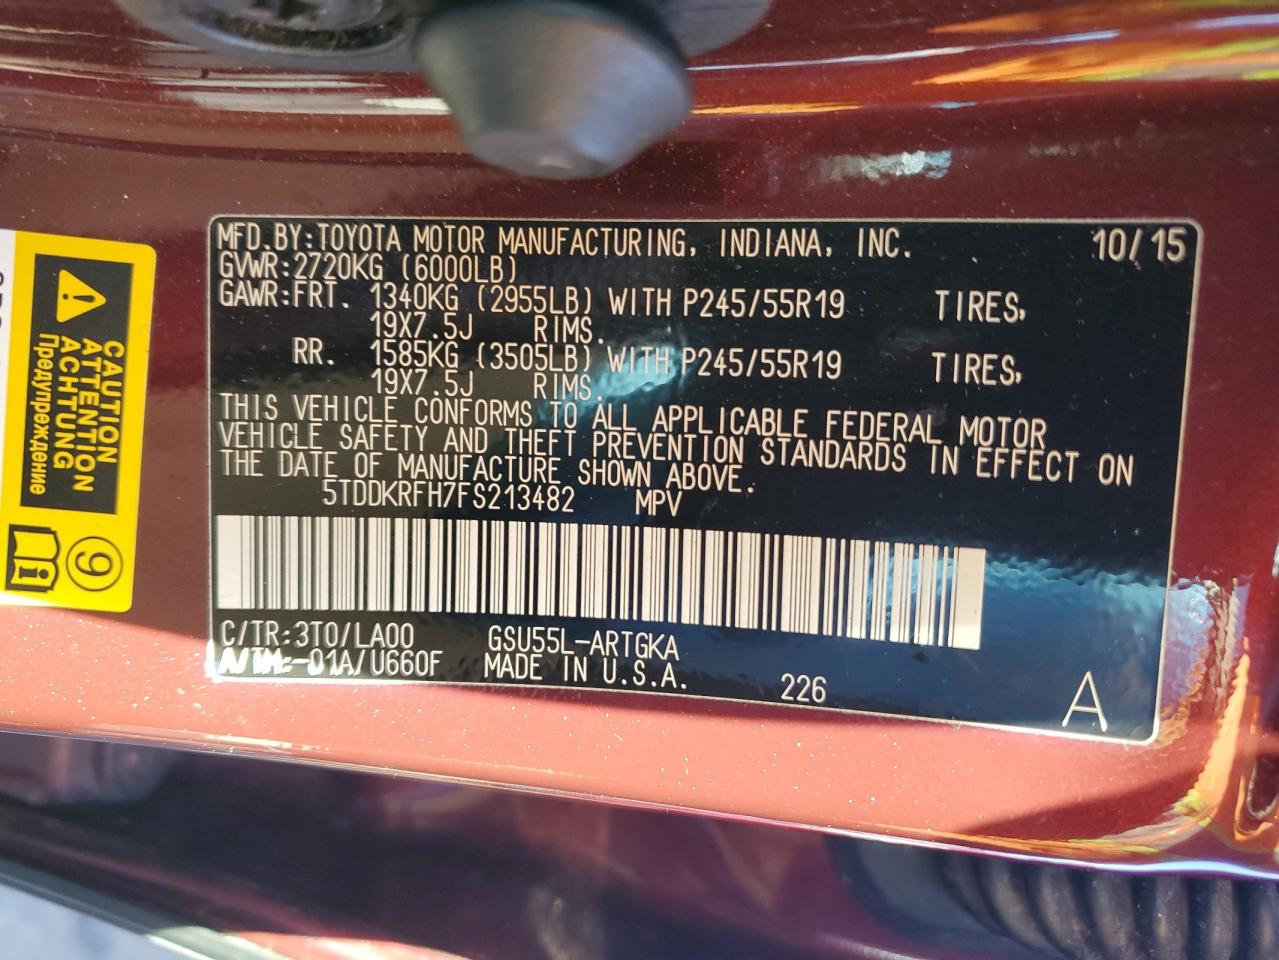 MFD.BY:TOYOTA MOTOR MANUFACTURING, INDIANA, INC. 10/15
GVWR:2720KG (6000LB)
GAWR:FRT. 1340KG (2955LB) WITH P245/55R19 TIRES,
19X7.5J RIMS.
RR. 1585KG (3505LB) WITH P245/55R19 TIRES,
19X7.5J RIMS.
THIS VEHICLE CONFORMS TO ALL APPLICABLE FEDERAL MOTOR
VEHICLE SAFETY AND THEFT PREVENTION STANDARDS IN EFFECT ON
THE DATE OF MANUFACTURE SHOWN ABOVE.
5TDDKRFH7FS213482 MPV
C/TR:3T0/LA00 GSU55L-ARTGKA
A/TM:-01A/U660F MADE IN U.S.A. 226 A
CAUTION
ATTENTION
ACHTUNG
Предупреждение
9